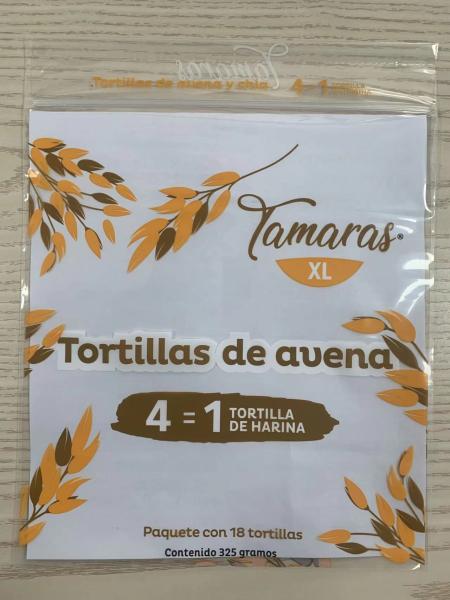 Tamaras
Tortillas de avena y chia 4 = 1
Tamaras®
XL
Tortillas de avena
4 = 1 TORTILLA
DE HARINA
Paquete con 18 tortillas
Contenido 325 gramos